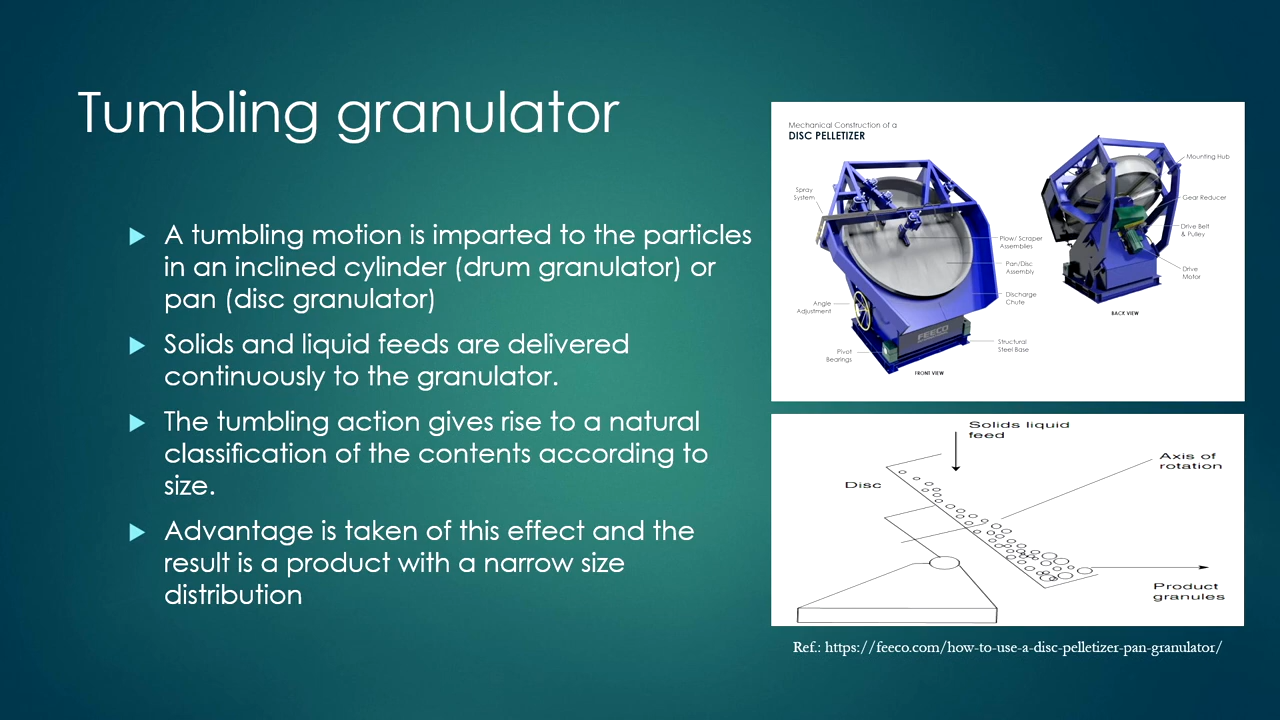 Tumbling granulator
A tumbling motion is imparted to the particles
in an inclined cylinder (drum granulator) or
pan (disc granulator)
Solids and liquid feeds are delivered
continuously to the granulator.
The tumbling action gives rise to a natural
classification of the contents according to
size.
Advantage is taken of this effect and the
result is a product with a narrow size
distribution
Mechanical Construction of a
DISC PELLETIZER
Spray
System
Angle
Adjustment
Pivot
Bearings
Plow/ Scraper
Assemblies
Pan/Disc
Assembly
Discharge
Chute
Structural
Steel Base
FEECO
FRONT VIEW
Mounting Hub
Gear Reducer
Drive Belt
& Pulley
Drive
Motor
BACK VIEW
Solids liquid
feed
Disc
Axis of
rotation
Product
granules
Ref.: https://feeco.com/how-to-use-a-disc-pelletizer-pan-granulator/